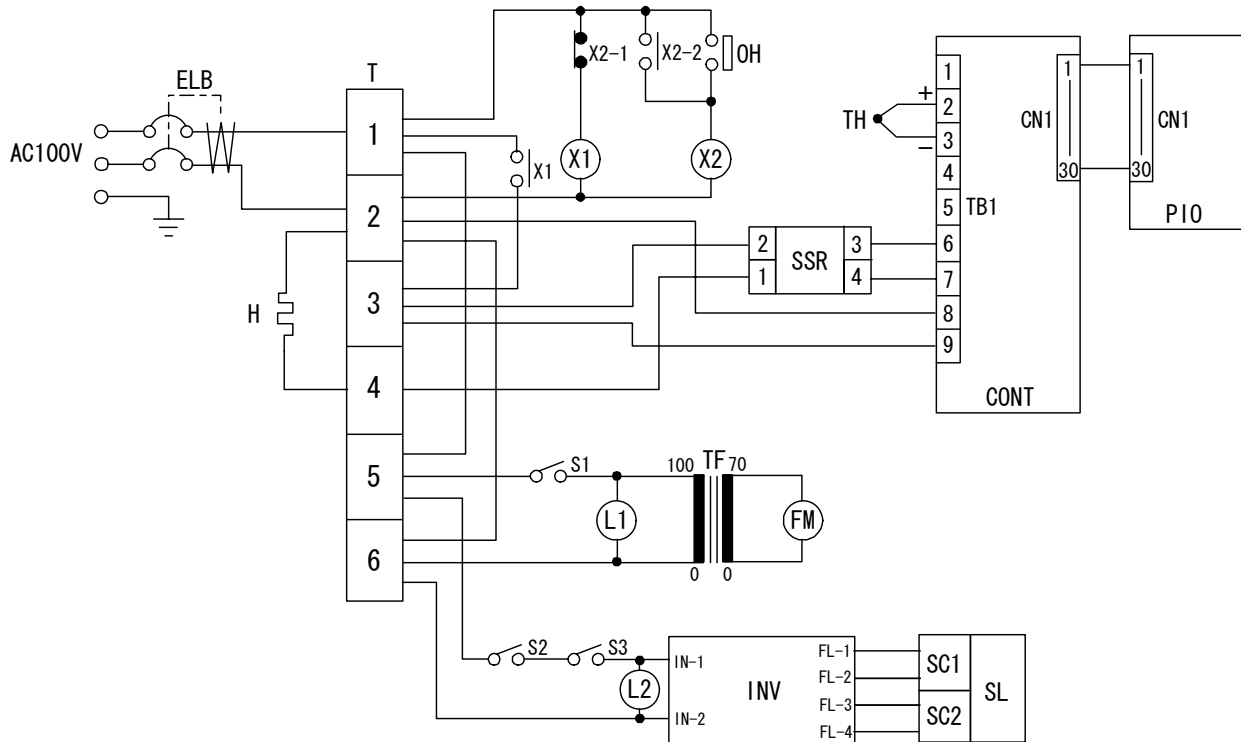 ELB
AC100V
T
1
2
3
4
5
6
H
X1
X2-1
X2-2
OH
X1
X2
TH
+
−
1
2
3
4
5
6
7
8
9
TB1
CONT
CN1
1
30
1
30
CN1
PIO
2
1
SSR
3
4
S1
L1
100
TF
70
0
0
FM
S2
S3
L2
IN-1
IN-2
INV
FL-1
FL-2
FL-3
FL-4
SC1
SC2
SL